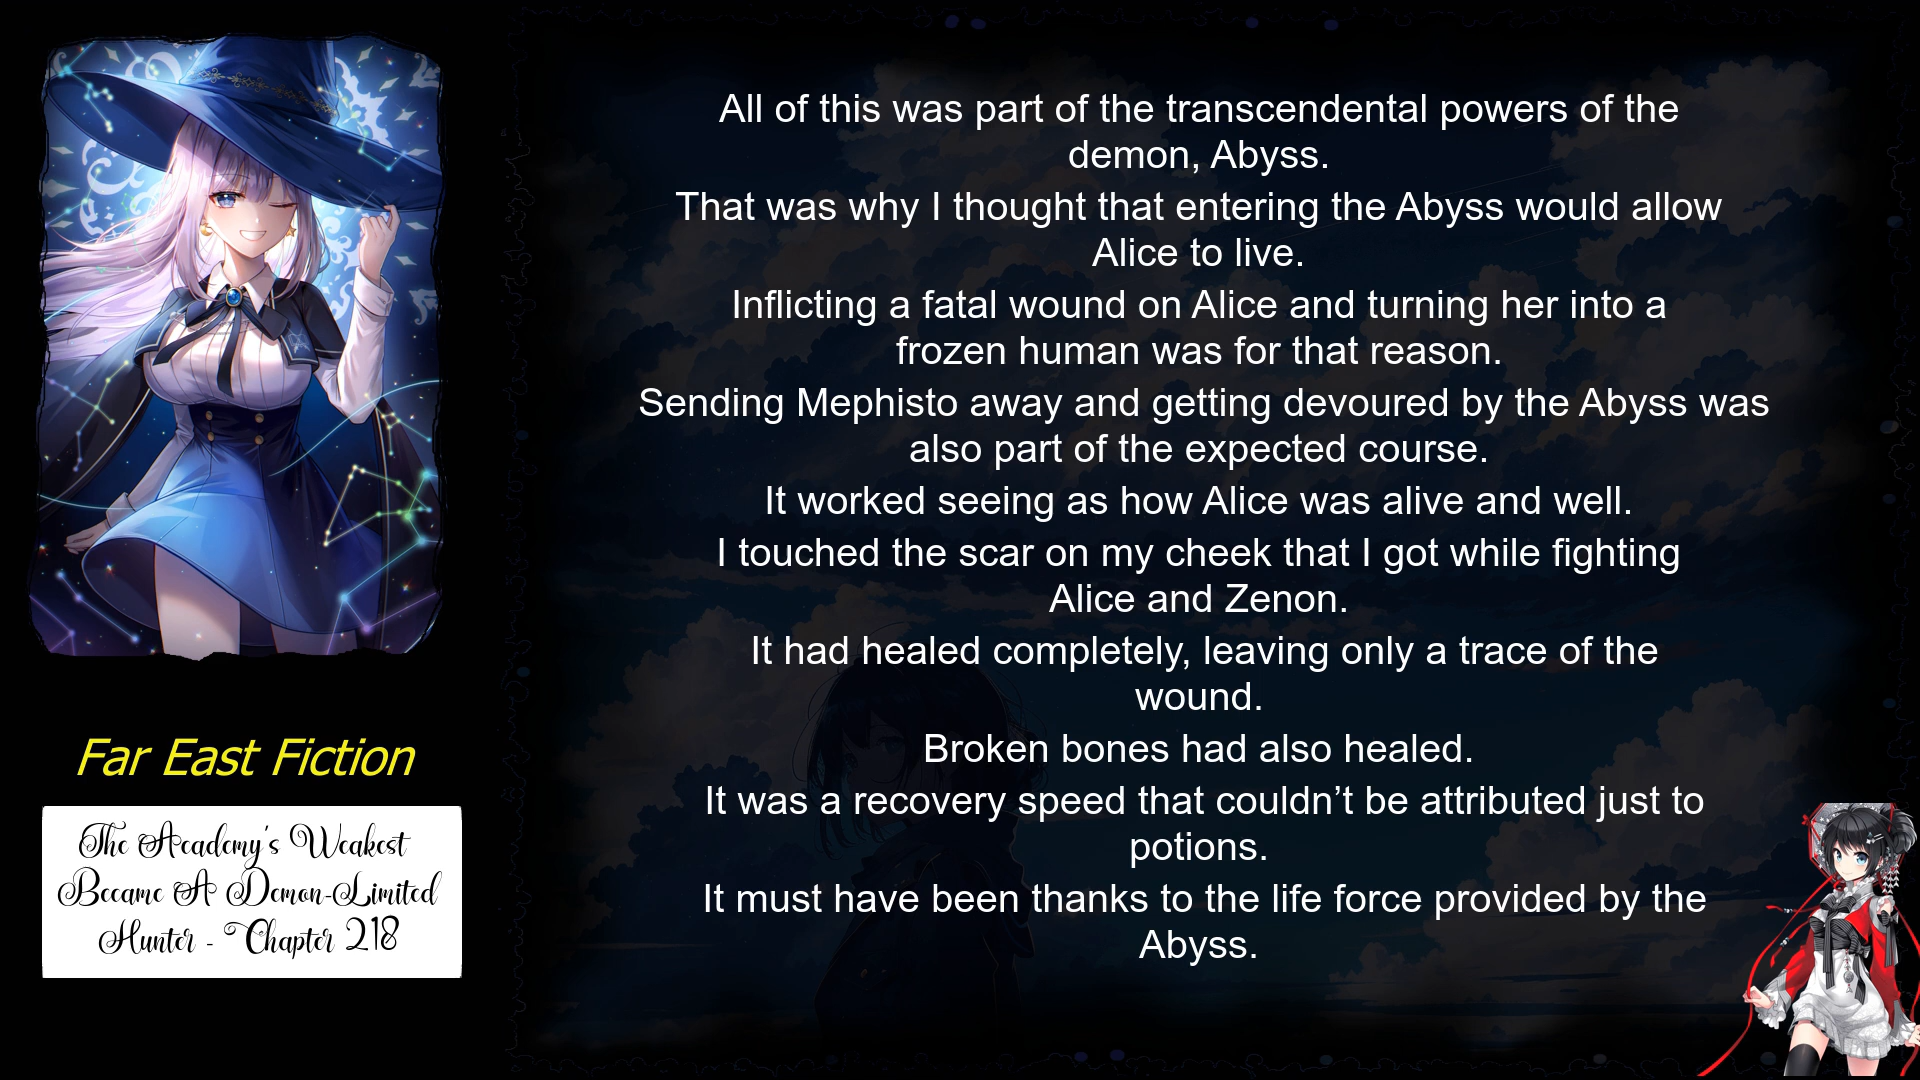 All of this was part of the transcendental powers of the
demon, Abyss.
That was why I thought that entering the Abyss would allow
Alice to live.
Inflicting a fatal wound on Alice and turning her into a
frozen human was for that reason.
Sending Mephisto away and getting devoured by the Abyss was
also part of the expected course.
It worked seeing as how Alice was alive and well.
I touched the scar on my cheek that I got while fighting
Alice and Zenon.
It had healed completely, leaving only a trace of the
wound.
Broken bones had also healed.
It was a recovery speed that couldn’t be attributed just to
potions.
It must have been thanks to the life force provided by the
Abyss.
Far East Fiction
The Academy's Weakest
Became A Demon-Limited
Hunter - Chapter 218